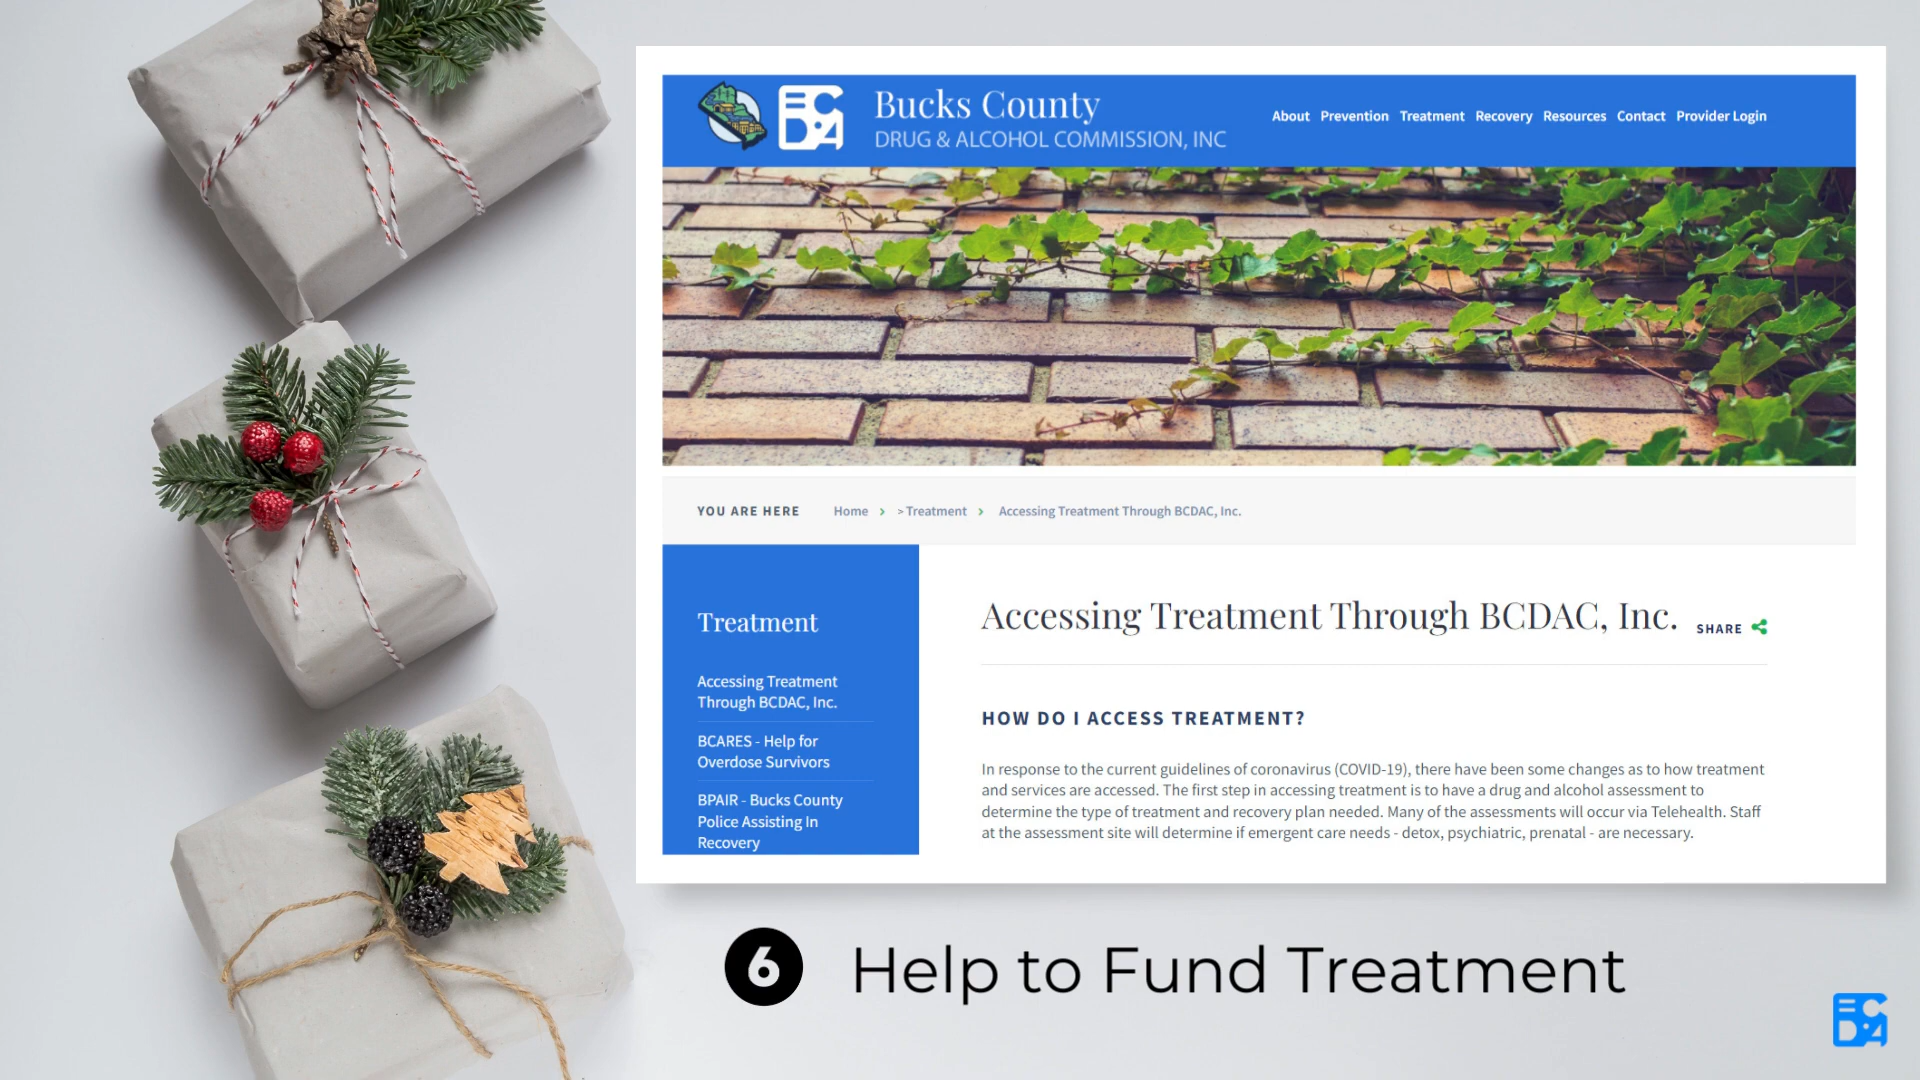 Bucks County
DRUG & ALCOHOL COMMISSION, INC
About Prevention Treatment Recovery Resources Contact Provider Login
YOU ARE HERE Home > > Treatment > Accessing Treatment Through BCDAC, Inc.
Treatment
Accessing Treatment
Through BCDAC, Inc.
BCARES - Help for
Overdose Survivors
BPAIR - Bucks County
Police Assisting In
Recovery
Accessing Treatment Through BCDAC, Inc.
SHARE
HOW DO I ACCESS TREATMENT?
In response to the current guidelines of coronavirus (COVID-19), there have been some changes as to how treatment
and services are accessed. The first step in accessing treatment is to have a drug and alcohol assessment to
determine the type of treatment and recovery plan needed. Many of the assessments will occur via Telehealth. Staff
at the assessment site will determine if emergent care needs - detox, psychiatric, prenatal - are necessary.
6 Help to Fund Treatment